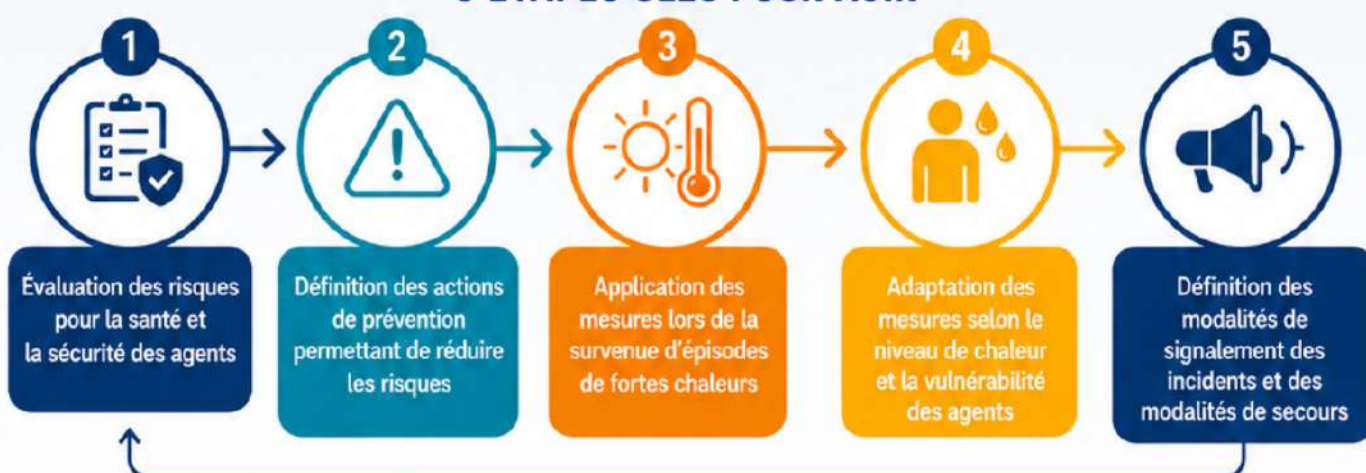 1
2
3
4
5
Évaluation des risques
pour la santé et
la sécurité des agents
Définition des actions
de prévention
permettant de réduire
les risques
Application des
mesures lors de la
survenue d'épisodes
de fortes chaleurs
Adaptation des
mesures selon le
niveau de chaleur
et la vulnérabilité
des agents
Définition des
modalités de
signalement des
incidents et des
modalités de secours